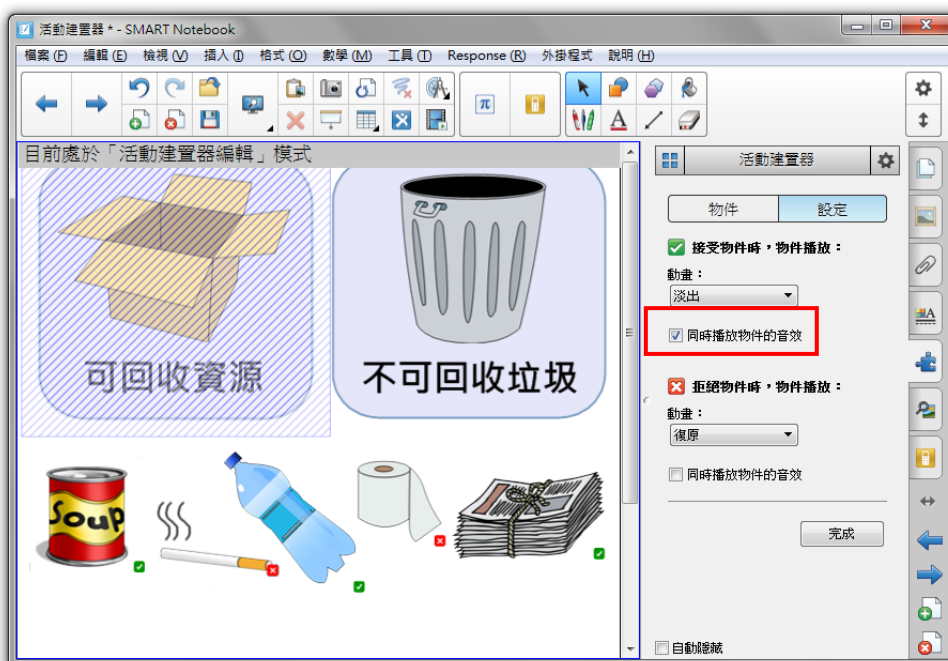 活動建置器 * - SMART Notebook
檔案(F) 編輯(E) 檢視(V) 插入(I) 格式(O) 數學(M) 工具(T) Response(R) 外掛程式 說明(H)
π
A
目前處於「活動建置器編輯」模式
可回收資源
不可回收垃圾
Soup
活動建置器
物件 設定
接受物件時，物件播放：
動畫：
淡出
同時播放物件的音效
拒絕物件時，物件播放：
動畫：
復原
同時播放物件的音效
完成
自動隱藏
A